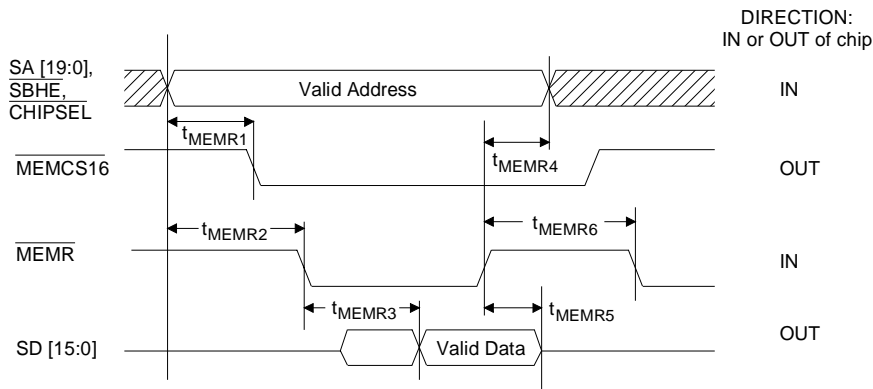 DIRECTION:
IN or OUT of chip
SA [19:0],
SBHE,
CHIPSEL
Valid Address
IN
tMEMR1
tMEMR4
MEMCS16
OUT
tMEMR2
tMEMR6
MEMR
IN
tMEMR3
tMEMR5
SD [15:0]
Valid Data
OUT